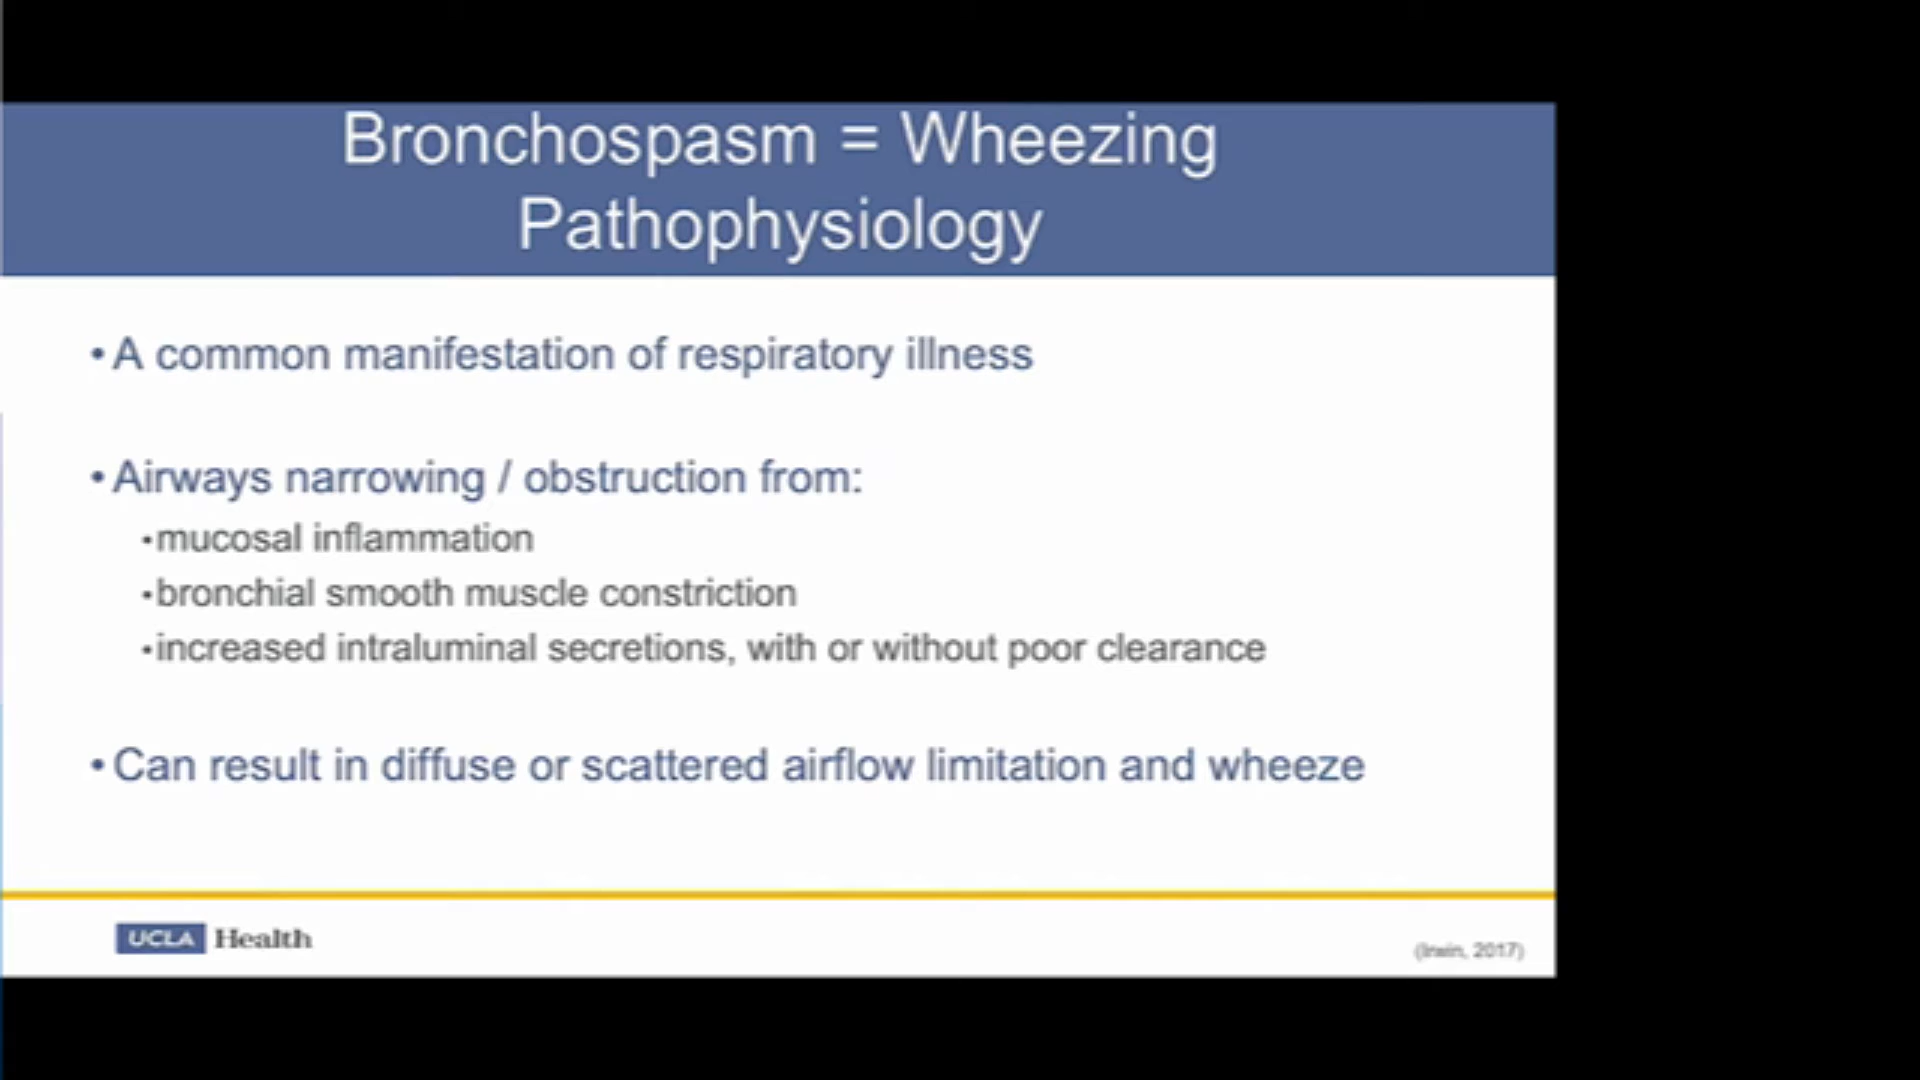 Bronchospasm = Wheezing
Pathophysiology
• A common manifestation of respiratory illness
• Airways narrowing / obstruction from:
• mucosal inflammation
• bronchial smooth muscle constriction
• increased intraluminal secretions, with or without poor clearance
• Can result in diffuse or scattered airflow limitation and wheeze
UCLA Health
(Irwin, 2017)